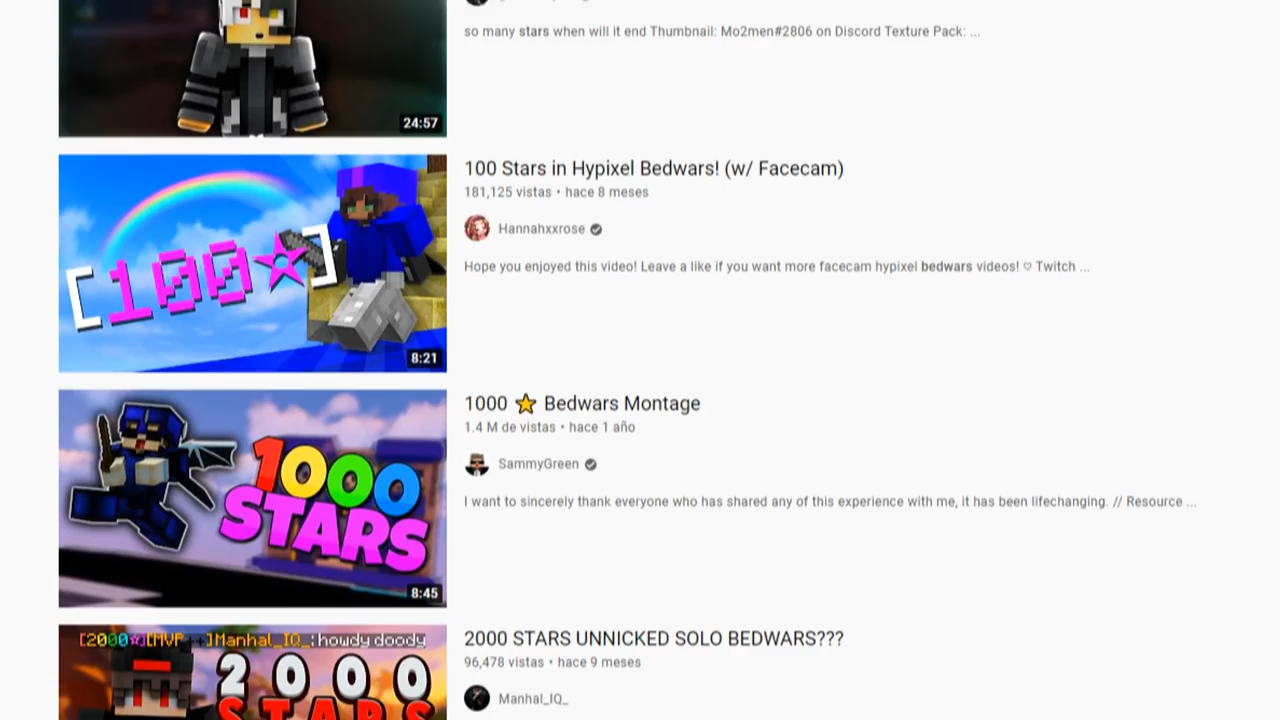 so many stars when will it end Thumbnail: Mo2men#2806 on Discord Texture Pack: ...
24:57
100 Stars in Hypixel Bedwars! (w/ Facecam)
181,125 vistas • hace 8 meses
Hannahxxrose
Hope you enjoyed this video! Leave a like if you want more facecam hypixel bedwars videos! ♡ Twitch ...
[100☆]
8:21
1000 ⭐ Bedwars Montage
1.4 M de vistas • hace 1 año
SammyGreen
I want to sincerely thank everyone who has shared any of this experience with me, it has been lifechanging. // Resource ...
1000
STARS
8:45
2000 STARS UNNICKED SOLO BEDWARS???
96,478 vistas • hace 9 meses
Manhal_IQ_
[2000☆][MVP++]Manhal_IQ_: howdy doody
2000
STARS